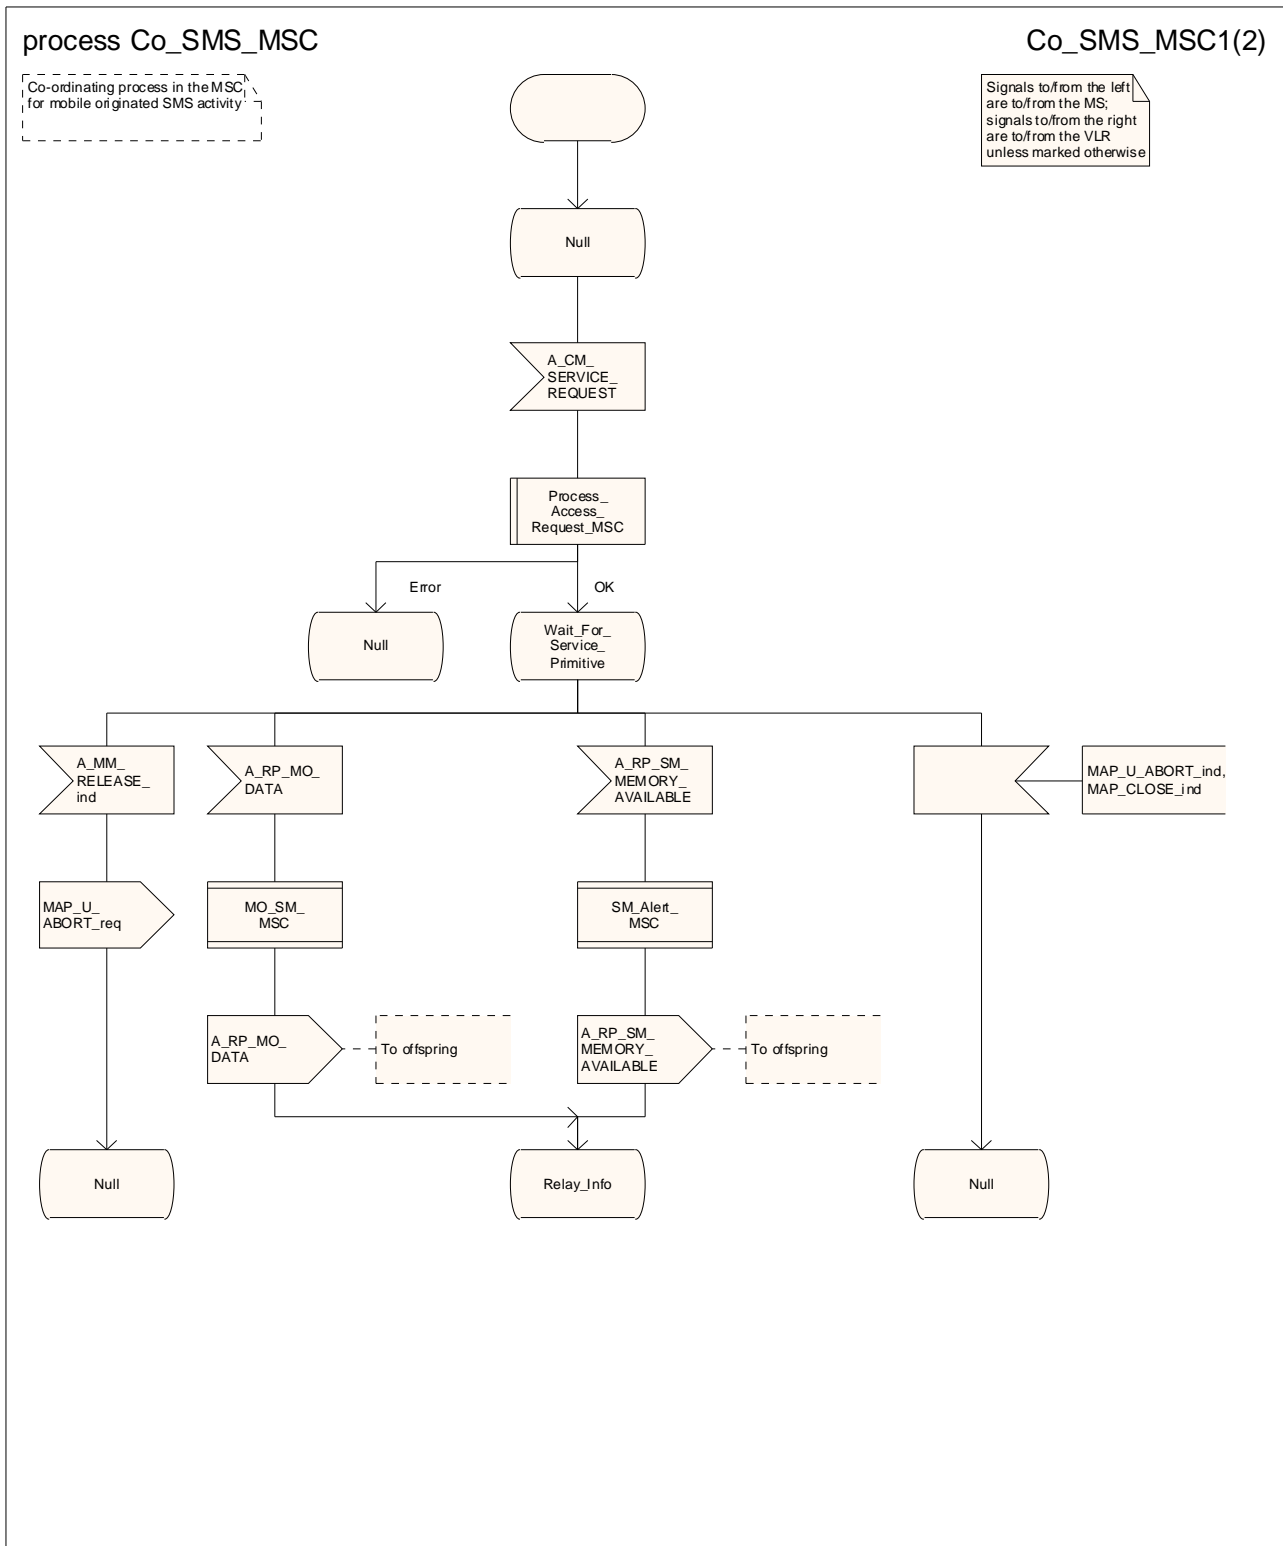 process Co_SMS_MSC
Co_SMS_MSC1(2)
Co-ordinating process in the MSC
for mobile originated SMS activity
Signals to/from the left
are to/from the MS;
signals to/from the right
are to/from the VLR
unless marked otherwise
Null
A_CM_
SERVICE_
REQUEST
Process_
Access_
Request_MSC
Error
OK
Null
Wait_For_
Service_
Primitive
A_MM_
RELEASE_
ind
A_RP_MO_
DATA
A_RP_SM_
MEMORY_
AVAILABLE
MAP_U_ABORT_ind,
MAP_CLOSE_ind
MAP_U_
ABORT_req
MO_SM_
MSC
SM_Alert_
MSC
A_RP_MO_
DATA
To offspring
A_RP_SM_
MEMORY_
AVAILABLE
To offspring
Null
Relay_Info
Null